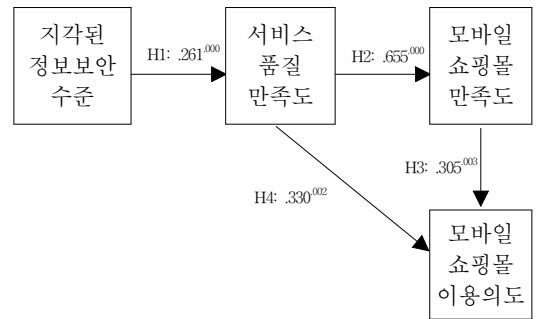 지각된
정보보안
수준
H1: .261.000
서비스
품질
만족도
H2: .655.000
모바일
쇼핑몰
만족도
H3: .305.003
H4: .330.002
모바일
쇼핑몰
이용의도